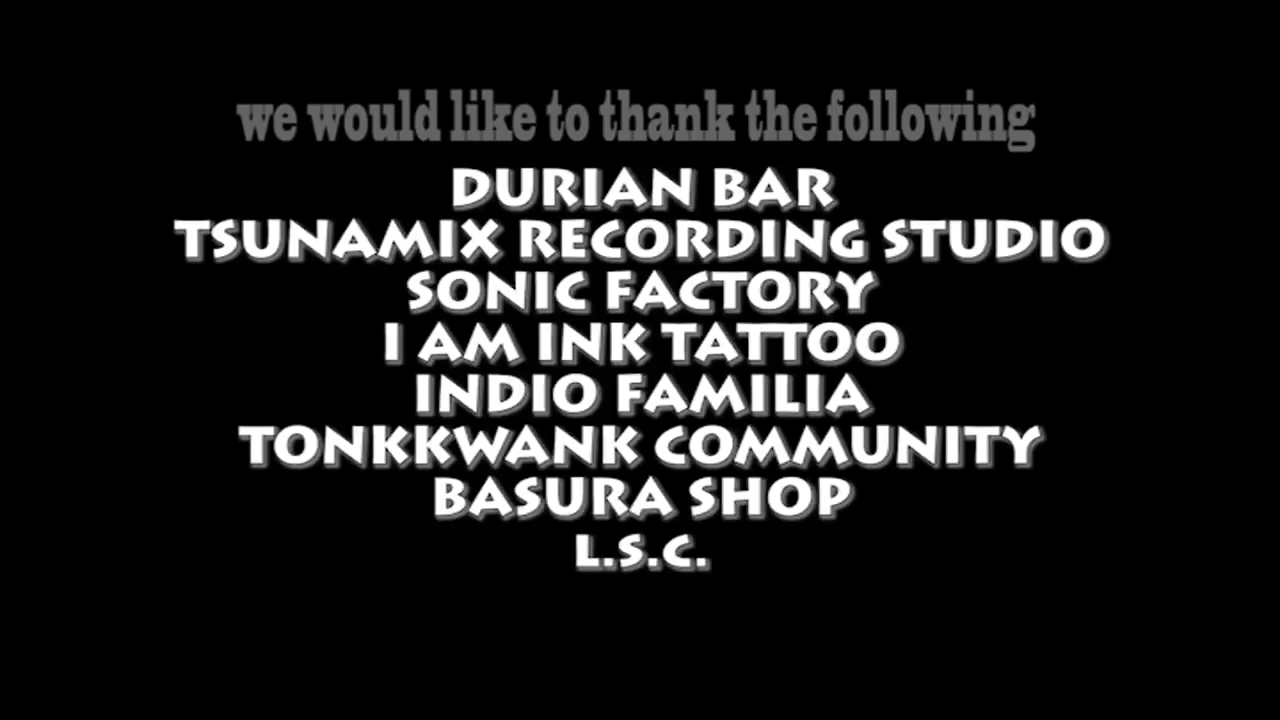 we would like to thank the following
DURIAN BAR
TSUNAMIX RECORDING STUDIO
SONIC FACTORY
I AM INK TATTOO
INDIO FAMILIA
TONKKWANK COMMUNITY
BASURA SHOP
L.S.C.